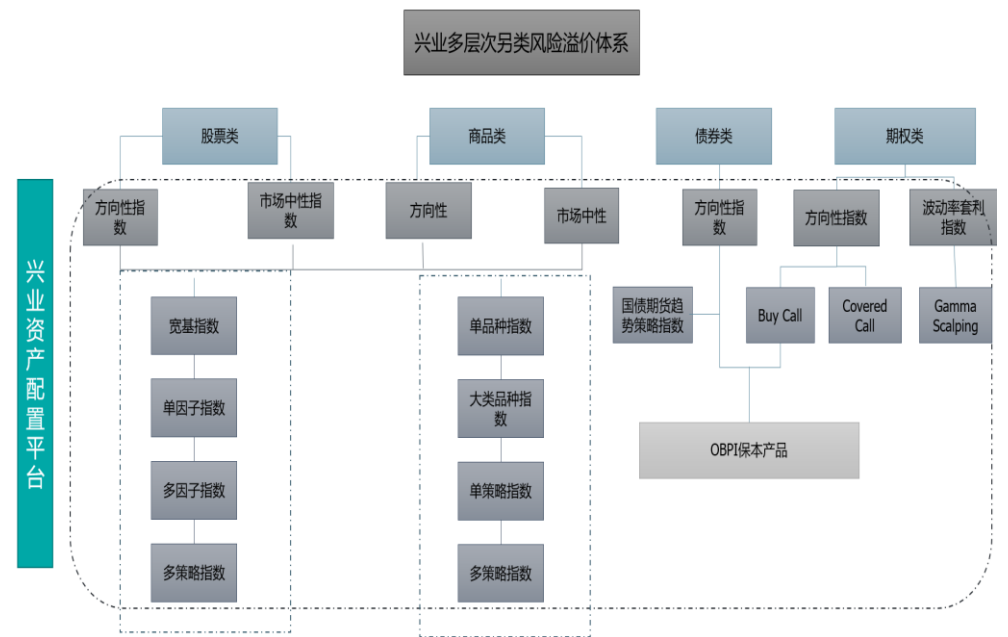 兴业多层次另类风险溢价体系
股票类
商品类
债券类
期权类
方向性指
数
市场中性指
数
方向性
市场中性
方向性指
数
方向性指数
波动率套利
指数
兴业资产配置平台
宽基指数
单品种指数
国债期货趋
势策略指数
Buy Call
Covered
Call
Gamma
Scalping
单因子指数
大类品种指
数
OBPI保本产品
多因子指数
单策略指数
多策略指数
多策略指数